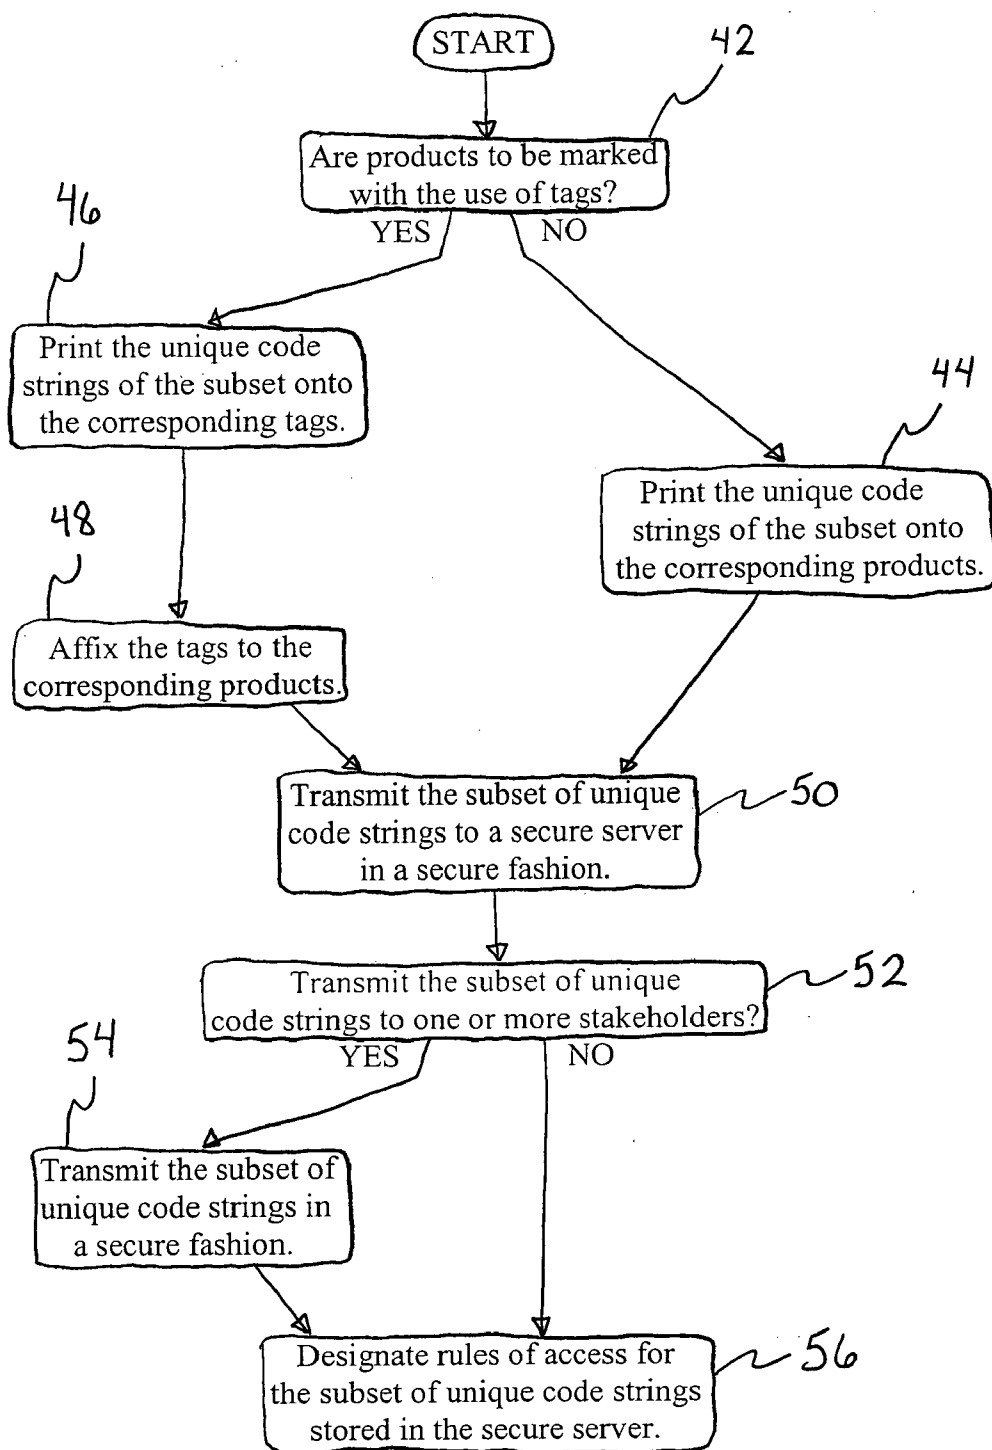 START
42
Are products to be marked
with the use of tags?
YES
NO
46
Print the unique code
strings of the subset onto
the corresponding tags.
44
Print the unique code
strings of the subset onto
the corresponding products.
48
Affix the tags to the
corresponding products.
Transmit the subset of unique
code strings to a secure server
in a secure fashion.
50
Transmit the subset of unique
code strings to one or more stakeholders?
52
YES
NO
54
Transmit the subset of
unique code strings in
a secure fashion.
Designate rules of access for
the subset of unique code strings
stored in the secure server.
56